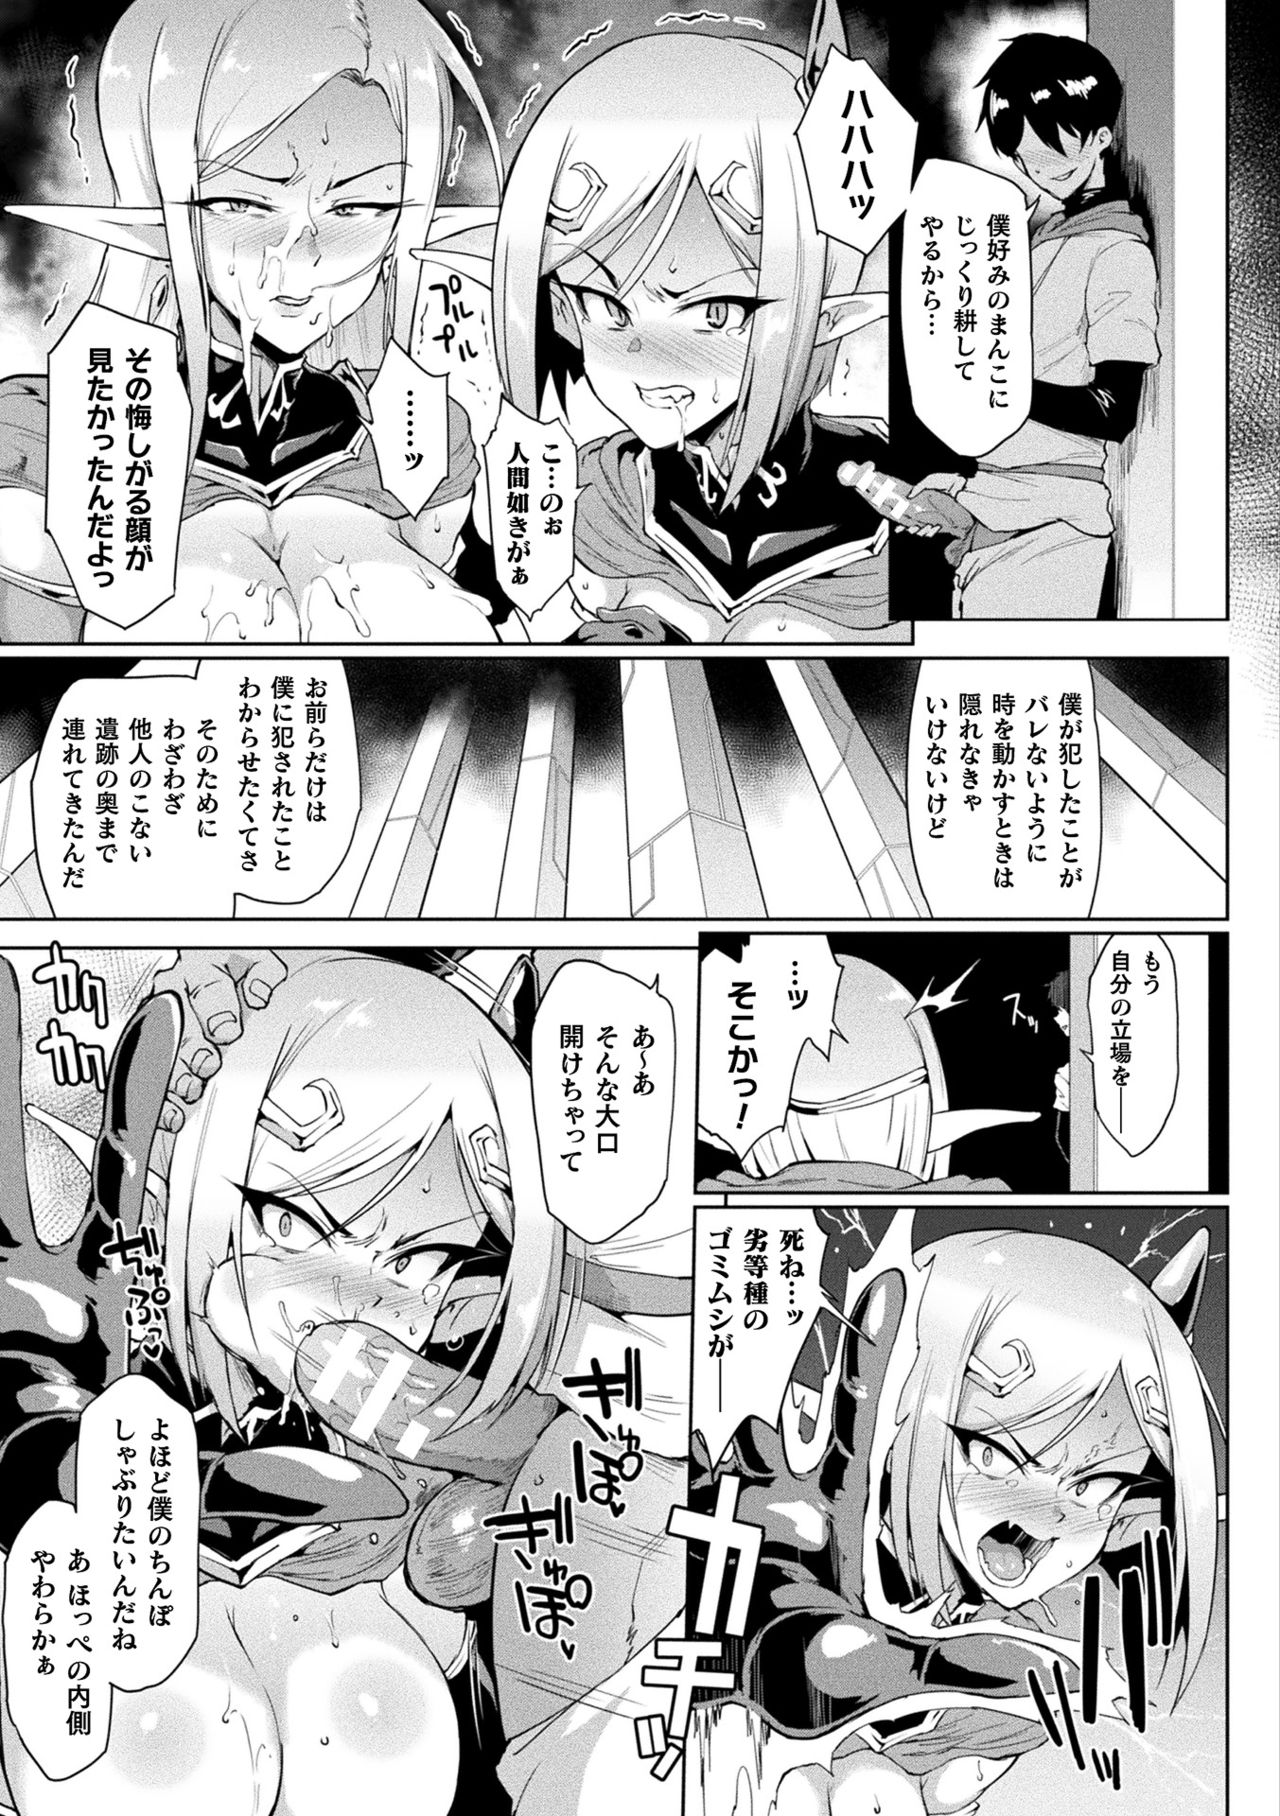 僕好みのまんこに
じっくり耕して
やるから…
ハハハッ
こ…のぉ
人間如きがぁ
プルプル
………ッ
その悔しがる顔が
見たかったんだよっ
僕が犯したことが
バレないように
時を動かすときは
隠れなきゃ
いけないけど
お前らだけは
僕に犯されたこと
わからせたくてさ
そのために
わざわざ
他人のこない
遺跡の奥まで
連れてきたんだ
もう
自分の立場を——
スッ
…ッ
そこかっ!
死ね…ッ
劣等種の
ゴミムシが——
ガチィッ
あ〜あ
そんな大口
開けちゃって
カクカク
ぎゅぽ♥
ぎゅぽ♥
ぢゅぷっ♥
よほど僕のちんぽ
しゃぶりたいんだね
あ ほっぺの内側
やわらかぁ